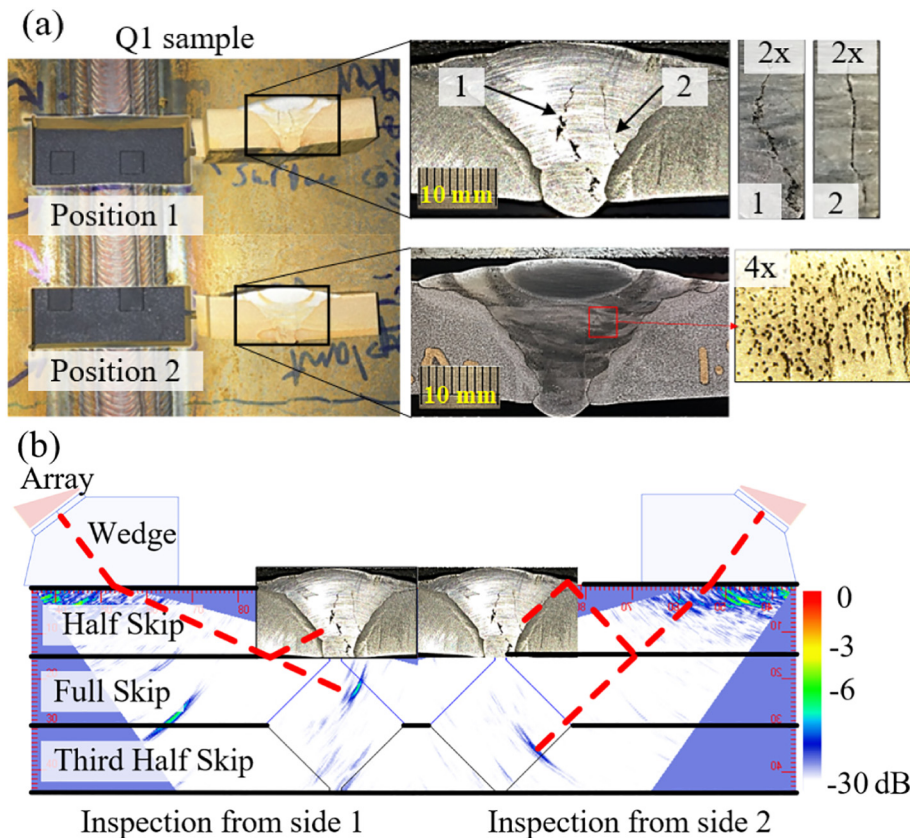 (a)
Q1 sample
Position 1
Position 2
1
2
10 mm
2x
2x
1
2
10 mm
4x
(b)
Array
Wedge
Half Skip
Full Skip
Third Half Skip
0
-3
-6
-30 dB
Inspection from side 1
Inspection from side 2